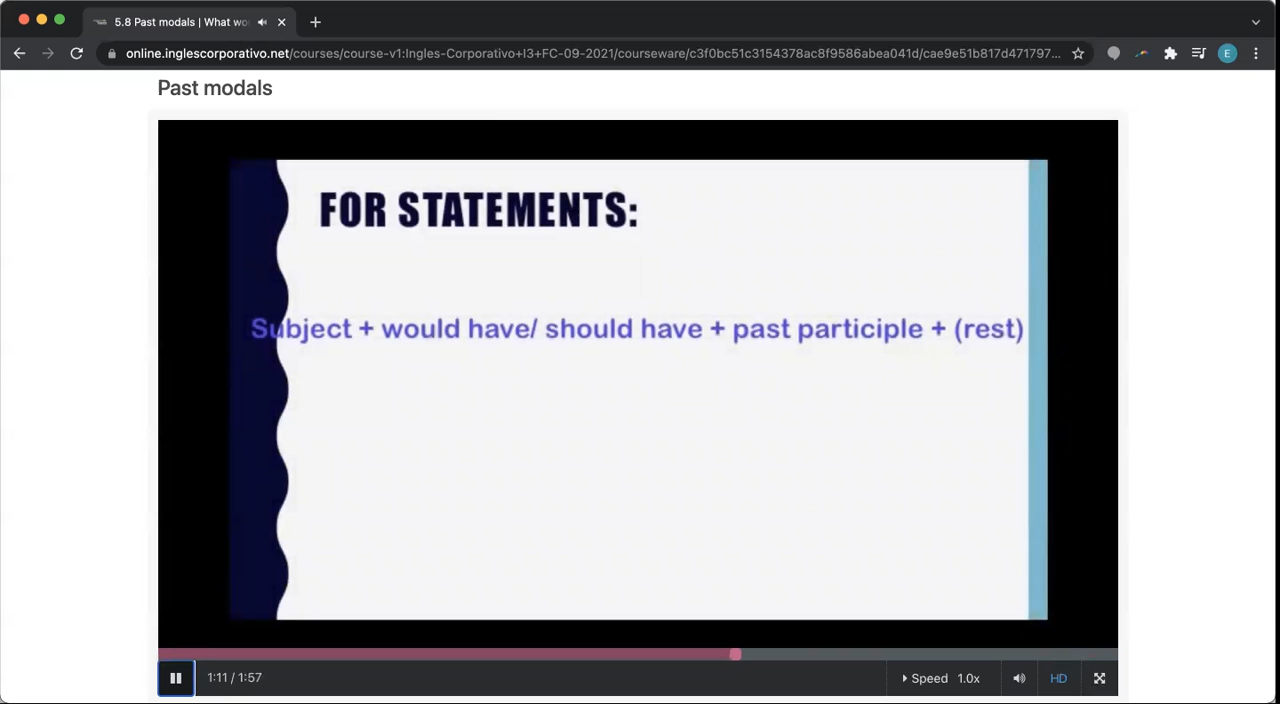 5.8 Past modals | What wo
online.inglescorporativo.net/courses/course-v1:Ingles-Corporativo+I3+FC-09-2021/courseware/c3f0bc51c3154378ac8f9586abea041d/cae9e51b817d471797...
E
Past modals
FOR STATEMENTS:
Subject + would have/ should have + past participle + (rest)
1:11 / 1:57
Speed 1.0x
HD